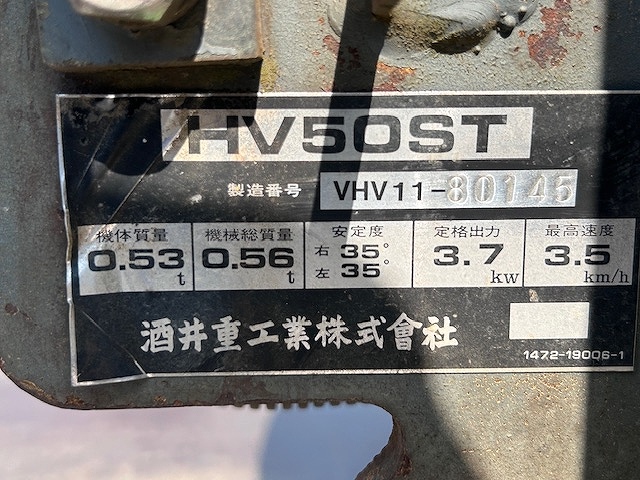 HV50ST
製造番号 VHV11-80145
機体質量 機械総質量 安定度 定格出力 最高速度
0.53 t 0.56 t 右 35° 左 35° 3.7 kw 3.5 km/h
酒井重工業株式會社
1472-19006-1